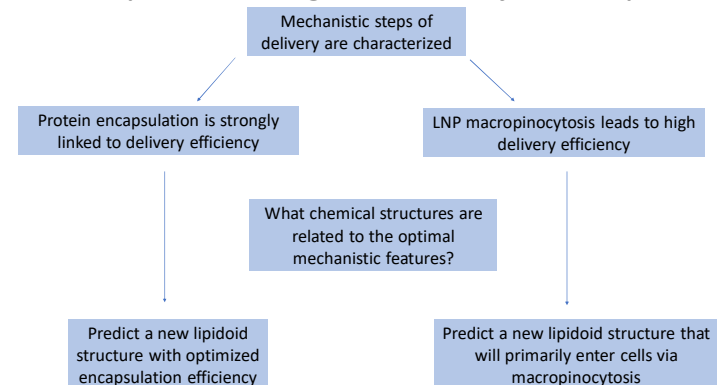 Mechanistic steps of
delivery are characterized
Protein encapsulation is strongly
linked to delivery efficiency
LNP macropinocytosis leads to high
delivery efficiency
What chemical structures are
related to the optimal
mechanistic features?
Predict a new lipidoid
structure with optimized
encapsulation efficiency
Predict a new lipidoid structure that
will primarily enter cells via
macropinocytosis